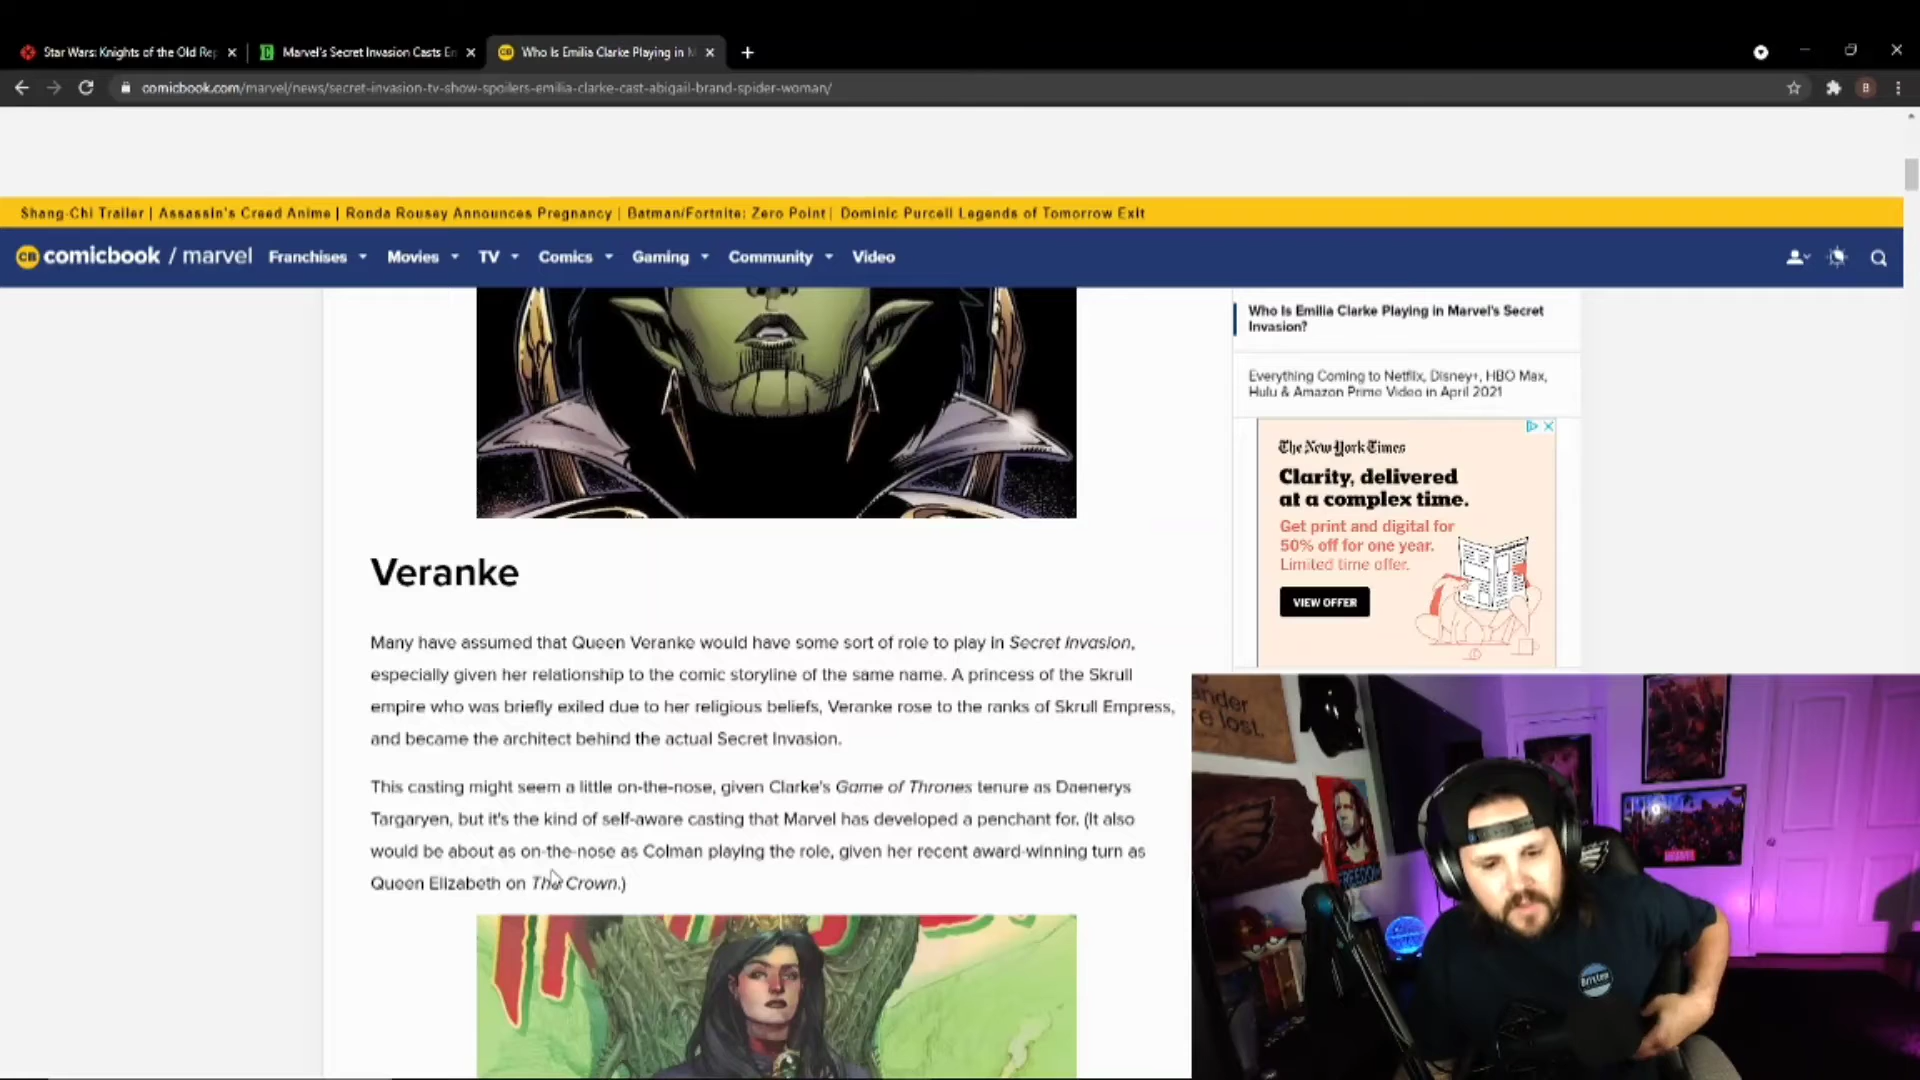 Star Wars: Knights of the Old Rep
Marvel's Secret Invasion Casts Em
Who Is Emilia Clarke Playing in M
comicbook.com/marvel/news/secret-invasion-tv-show-spoilers-emilia-clarke-cast-abigail-brand-spider-woman/
B
Shang-Chi Trailer | Assassin's Creed Anime | Ronda Rousey Announces Pregnancy | Batman/Fortnite: Zero Point | Dominic Purcell Legends of Tomorrow Exit
CB comicbook / marvel Franchises Movies TV Comics Gaming Community Video
Who Is Emilia Clarke Playing in Marvel's Secret
Invasion?
Everything Coming to Netflix, Disney+, HBO Max,
Hulu & Amazon Prime Video in April 2021
The New York Times
Clarity, delivered
at a complex time.
Get print and digital for
50% off for one year.
Limited time offer.
VIEW OFFER
Veranke
Many have assumed that Queen Veranke would have some sort of role to play in Secret Invasion,
especially given her relationship to the comic storyline of the same name. A princess of the Skrull
empire who was briefly exiled due to her religious beliefs, Veranke rose to the ranks of Skrull Empress,
and became the architect behind the actual Secret Invasion.
This casting might seem a little on-the-nose, given Clarke's Game of Thrones tenure as Daenerys
Targaryen, but it's the kind of self-aware casting that Marvel has developed a penchant for. (It also
would be about as on-the-nose as Colman playing the role, given her recent award-winning turn as
Queen Elizabeth on The Crown.)
ander
re lost.
FREEDOM
MARVEL